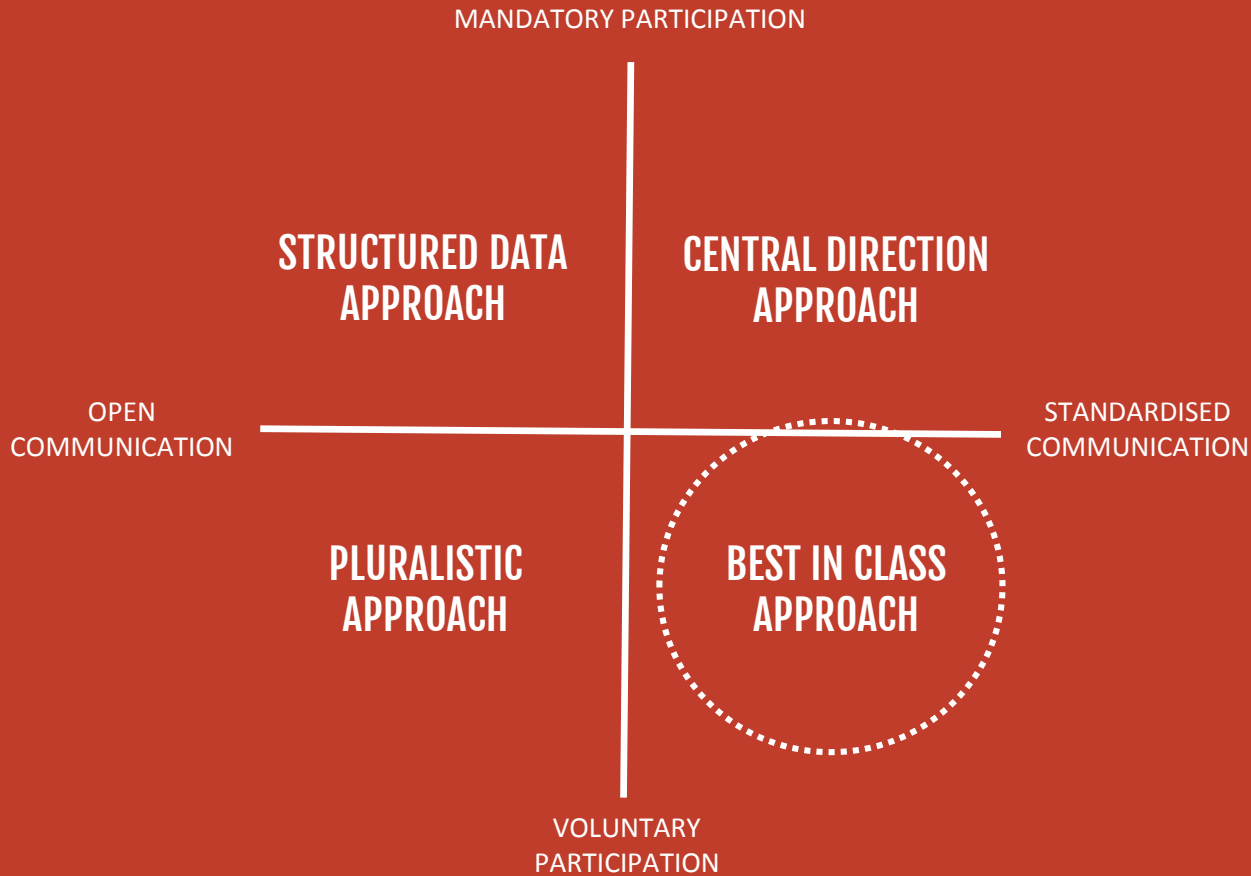 MANDATORY PARTICIPATION
STRUCTURED DATA
APPROACH
CENTRAL DIRECTION
APPROACH
OPEN
COMMUNICATION
STANDARDISED
COMMUNICATION
PLURALISTIC
APPROACH
BEST IN CLASS
APPROACH
VOLUNTARY
PARTICIPATION